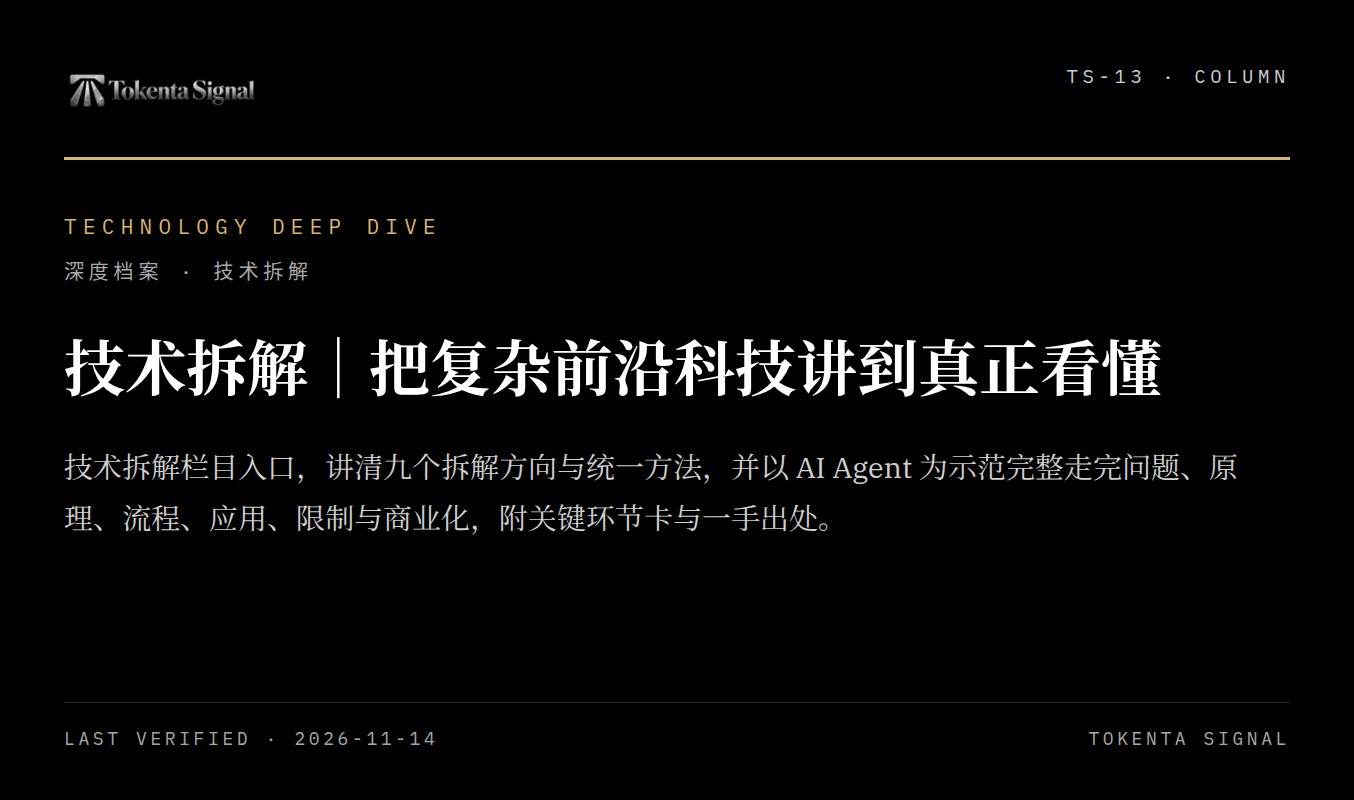 Tokenta Signal
TS-13 · COLUMN
TECHNOLOGY DEEP DIVE
深度档案 · 技术拆解
技术拆解｜把复杂前沿科技讲到真正看懂
技术拆解栏目入口，讲清九个拆解方向与统一方法，并以 AI Agent 为示范完整走完问题、原
理、流程、应用、限制与商业化，附关键环节卡与一手出处。
LAST VERIFIED · 2026-11-14
TOKENTA SIGNAL